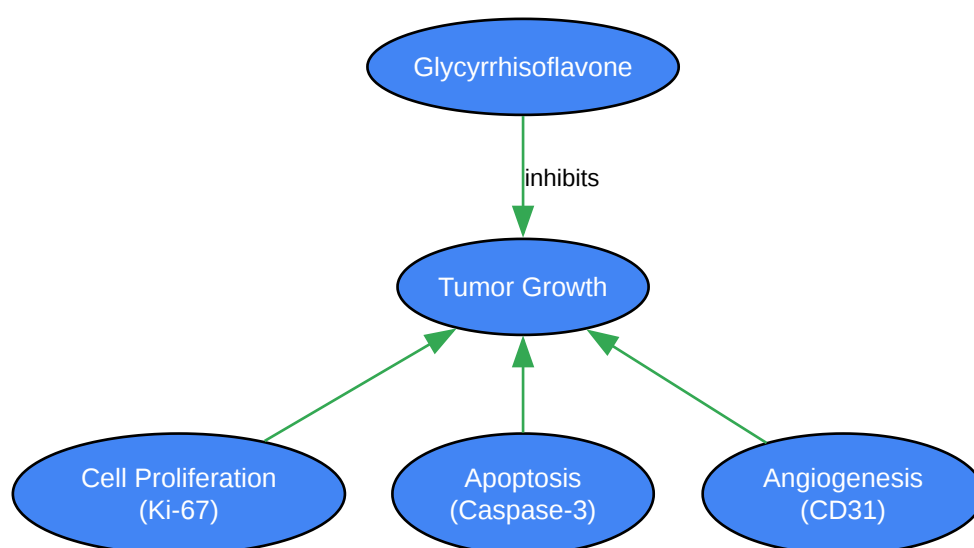 Glycyrrhisoflavone
inhibits
Tumor Growth
Cell Proliferation
(Ki-67)
Apoptosis
(Caspase-3)
Angiogenesis
(CD31)